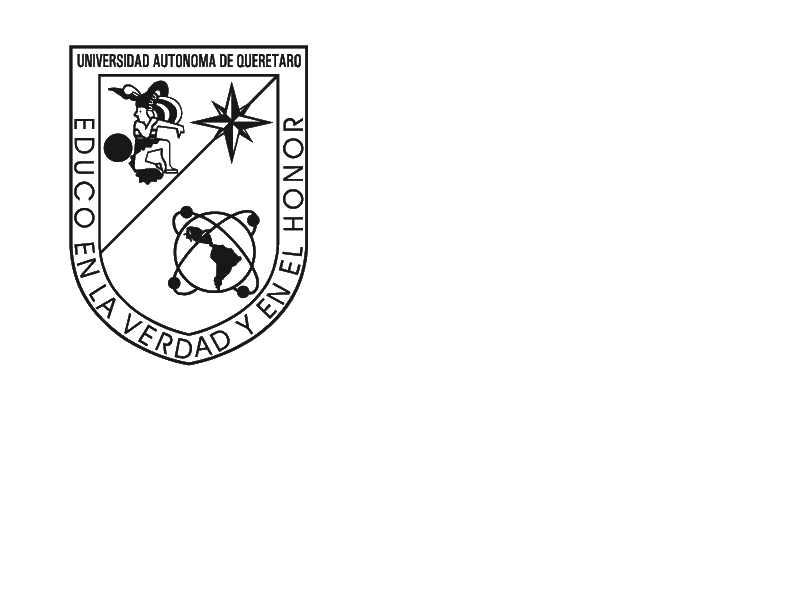 UNIVERSIDAD AUTONOMA DE QUERETARO
EDUCO EN LA VERDAD Y EN EL HONOR